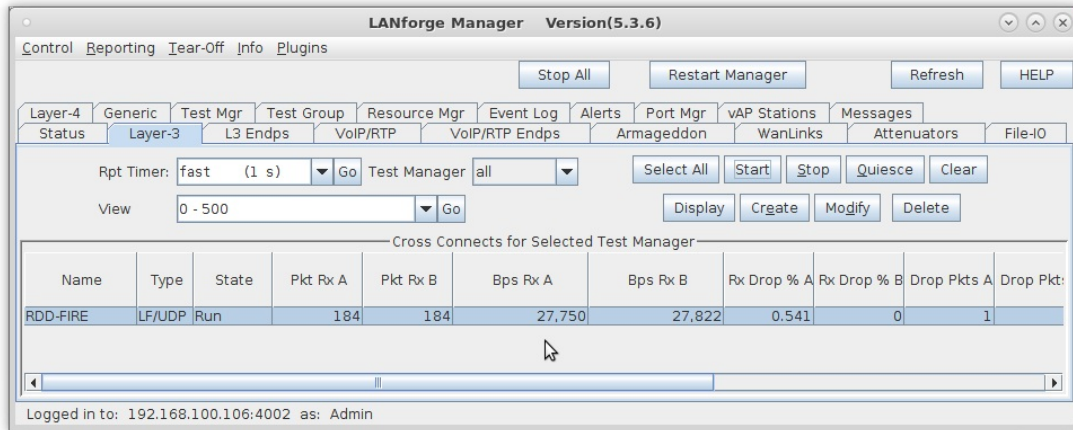 LANforge Manager Version(5.3.6)
Control Reporting Tear-Off Info Plugins
Stop All Restart Manager Refresh HELP
Layer-4 Generic Test Mgr Test Group Resource Mgr Event Log Alerts Port Mgr vAP Stations Messages
Status Layer-3 L3 Endps VoIP/RTP VoIP/RTP Endps Armageddon WanLinks Attenuators File-IO
Rpt Timer: fast (1 s) Go Test Manager all Select All Start Stop Quiesce Clear
View 0 - 500 Go Display Create Modify Delete
Cross Connects for Selected Test Manager
Name Type State Pkt Rx A Pkt Rx B Bps Rx A Bps Rx B Rx Drop % A Rx Drop % B Drop Pkts A Drop Pkts
RDD-FIRE LF/UDP Run 184 184 27,750 27,822 0.541 0 1
Logged in to: 192.168.100.106:4002 as: Admin